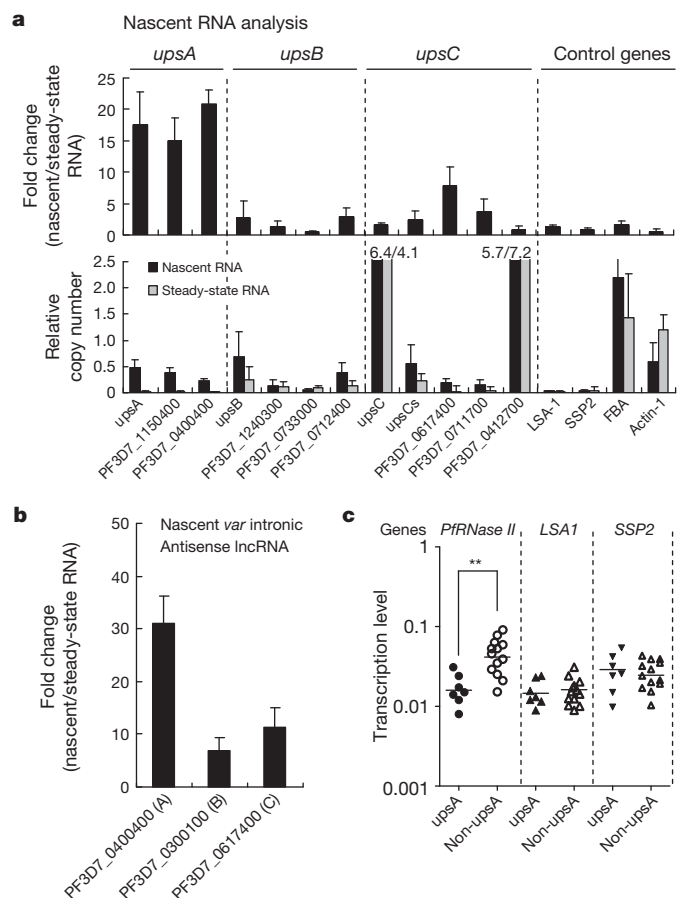 a
Nascent RNA analysis
upsA upsB upsC Control genes
Fold change
(nascent/steady-state
RNA)
25
20
15
10
5
0
Relative
copy number
2.5
2.0
1.5
1.0
0.5
0
Nascent RNA
Steady-state RNA
6.4/4.1
5.7/7.2
upsA
PF3D7_1150400
PF3D7_0400400
upsB
PF3D7_1240300
PF3D7_0733000
PF3D7_0712400
upsC
upsCs
PF3D7_0617400
PF3D7_0711700
PF3D7_0412700
LSA-1
SSP2
FBA
Actin-1
b
Nascent var intronic
Antisense lncRNA
Fold change
(nascent/steady-state RNA)
50
40
30
20
10
0
PF3D7_0400400 (A)
PF3D7_0300100 (B)
PF3D7_0617400 (C)
c
Genes PfRNase II LSA1 SSP2
Transcription level
1
0.1
0.01
0.001
**
upsA
Non-upsA
upsA
Non-upsA
upsA
Non-upsA